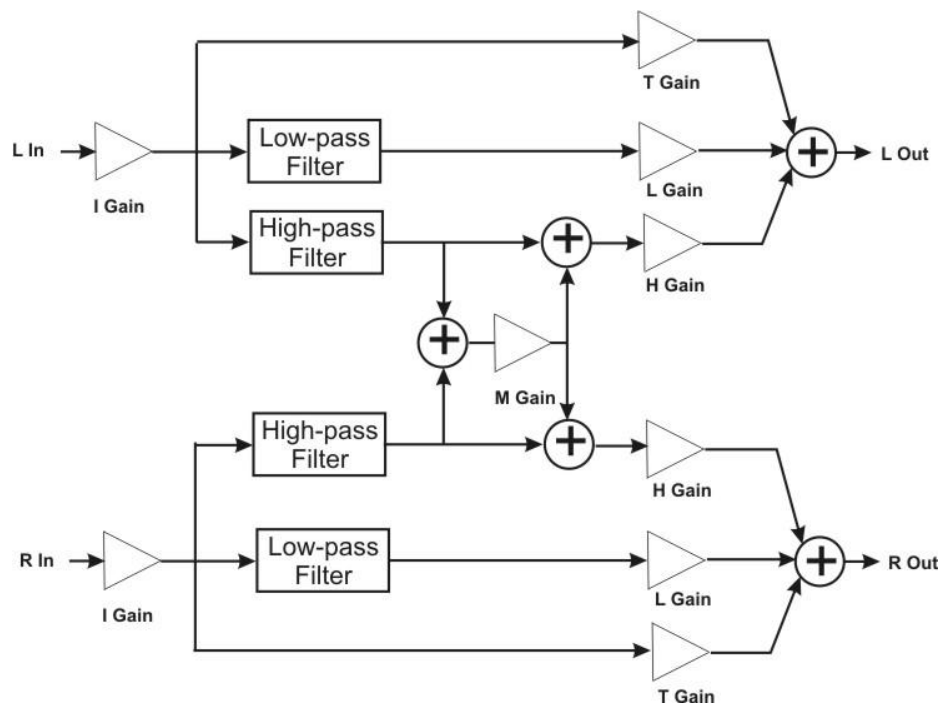 T Gain
L In
I Gain
Low-pass
Filter
L Gain
L Out
High-pass
Filter
H Gain
M Gain
High-pass
Filter
H Gain
R In
I Gain
Low-pass
Filter
L Gain
R Out
T Gain